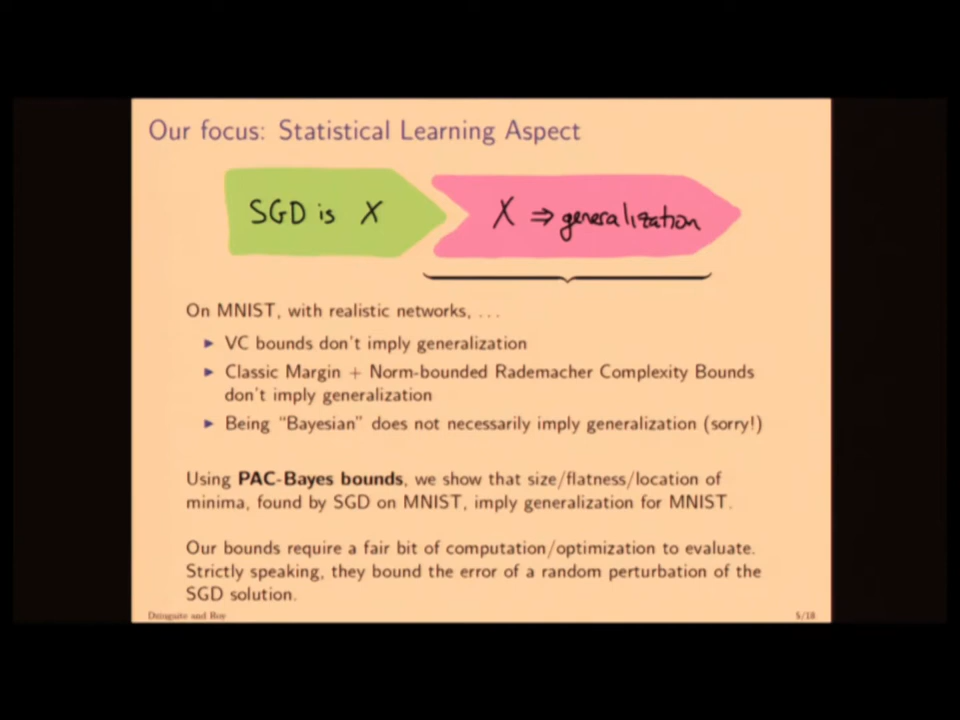 Our focus: Statistical Learning Aspect
SGD is X
X ⇒ generalization
On MNIST, with realistic networks, . . .
▶ VC bounds don't imply generalization
▶ Classic Margin + Norm-bounded Rademacher Complexity Bounds
don't imply generalization
▶ Being "Bayesian" does not necessarily imply generalization (sorry!)
Using PAC-Bayes bounds, we show that size/flatness/location of
minima, found by SGD on MNIST, imply generalization for MNIST.
Our bounds require a fair bit of computation/optimization to evaluate.
Strictly speaking, they bound the error of a random perturbation of the
SGD solution.
Dziugaite and Roy
5/18